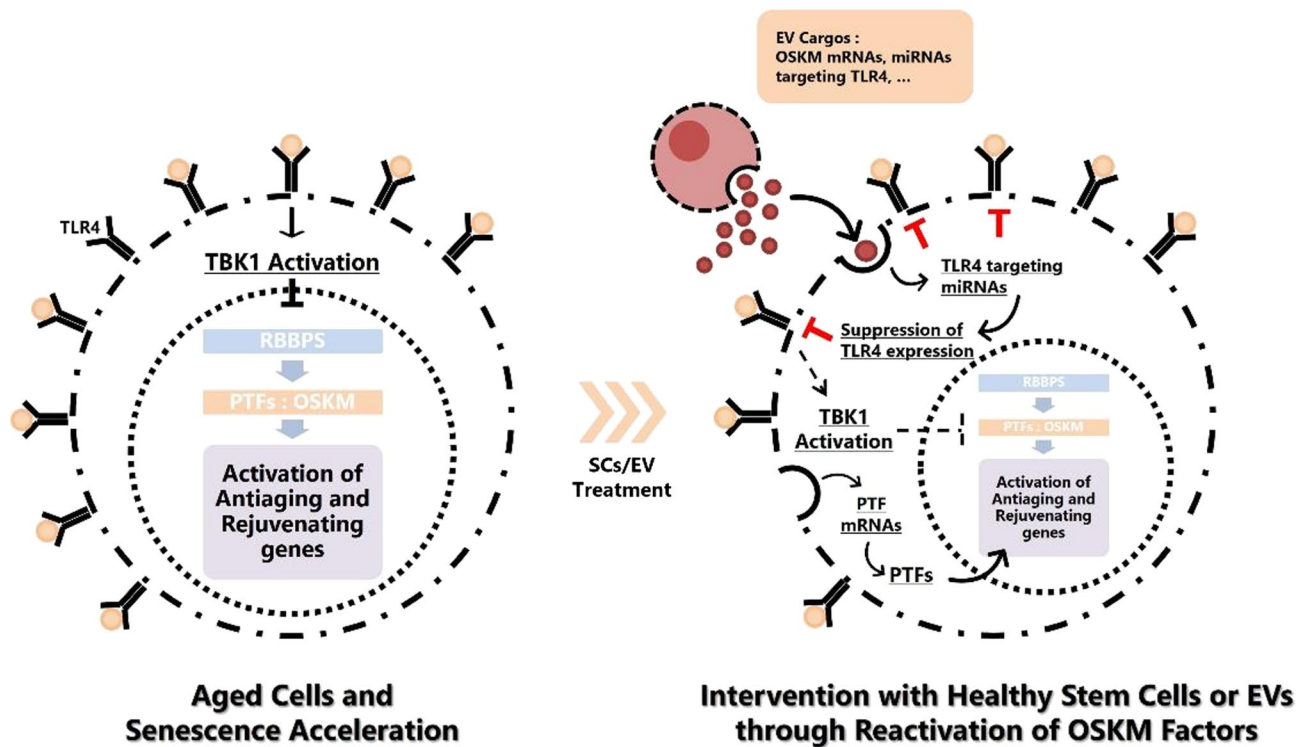 TLR4
TBK1 Activation
RBBPS
PTFs : OSKM
Activation of
Antiaging and
Rejuvenating
genes
Aged Cells and
Senescence Acceleration
SCs/EV
Treatment
EV Cargos :
OSKM mRNAs, miRNAs
targeting TLR4, ...
TLR4 targeting
miRNAs
Suppression of
TLR4 expression
TBK1
Activation
PTF
mRNAs
PTFs
RBBPS
PTFs : OSKM
Activation of
Antiaging and
Rejuvenating
genes
Intervention with Healthy Stem Cells or EVs
through Reactivation of OSKM Factors